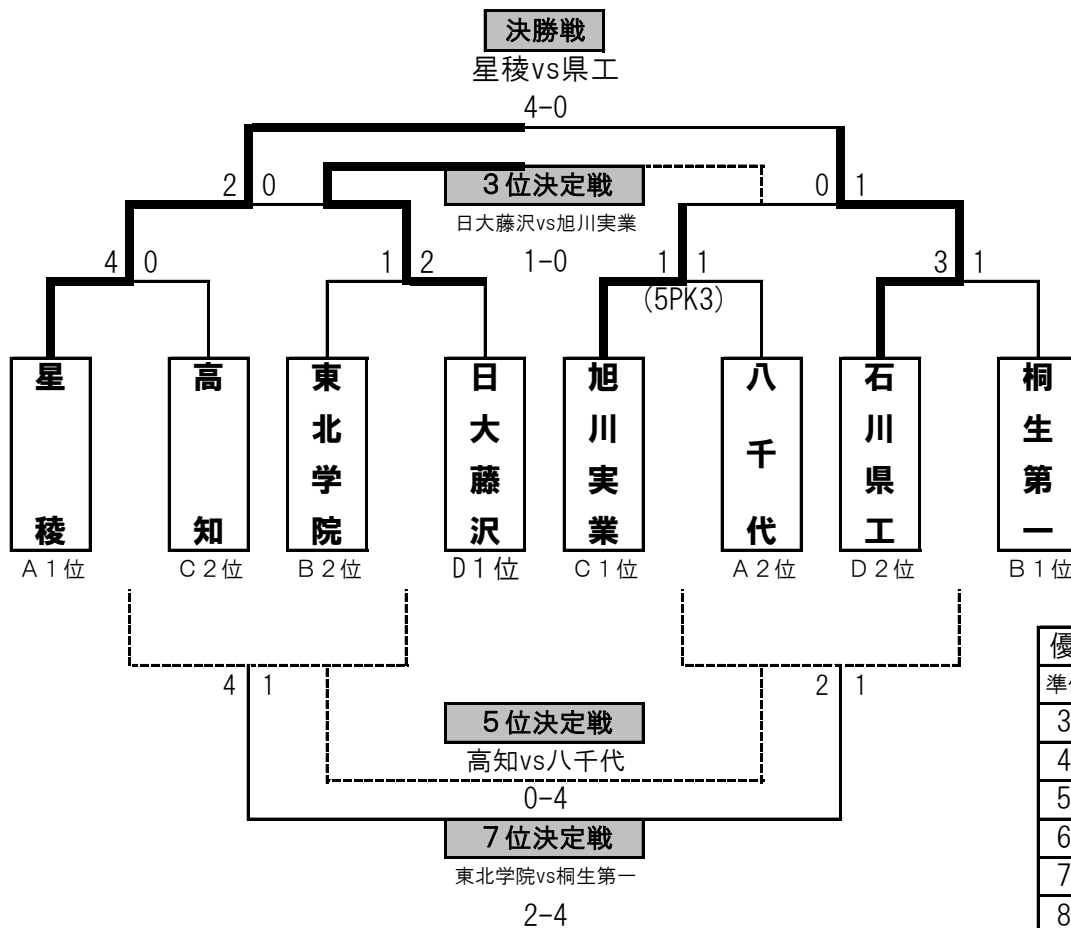 決勝戦
星稜vs県工
4-0
2 0
3位決定戦
0 1
日大藤沢vs旭川実業
1-0
4 0
1 2
1 1
(5PK3)
3 1
星稜
高知
東北学院
日大藤沢
旭川実業
八千代
石川県工
桐生第一
A1位
C2位
B2位
D1位
C1位
A2位
D2位
B1位
4 1
2 1
5位決定戦
高知vs八千代
0-4
7位決定戦
東北学院vs桐生第一
2-4
優
準
3
4
5
6
7
8